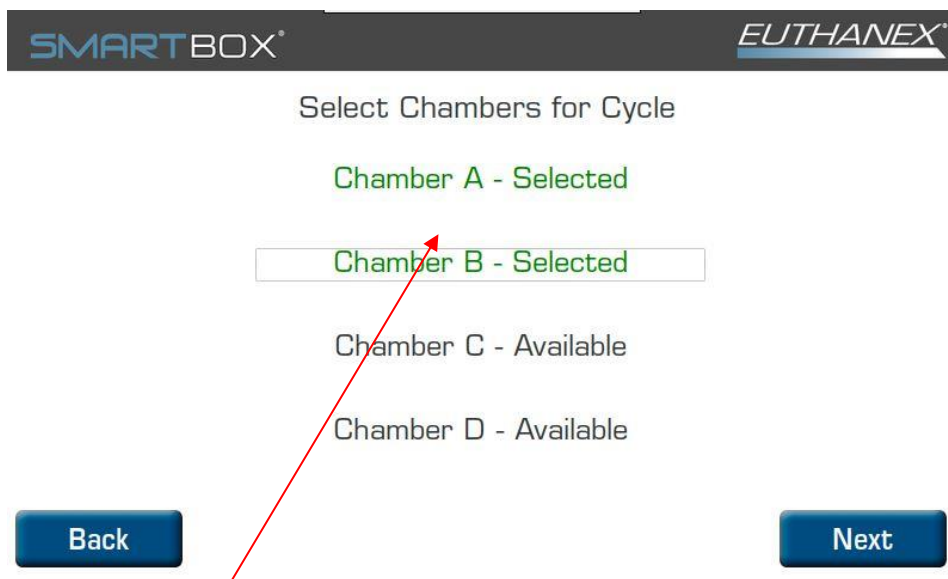 SMARTBOX® EUTHANEX®
Select Chambers for Cycle
Chamber A - Selected
Chamber B - Selected
Chamber C - Available
Chamber D - Available
Back Next